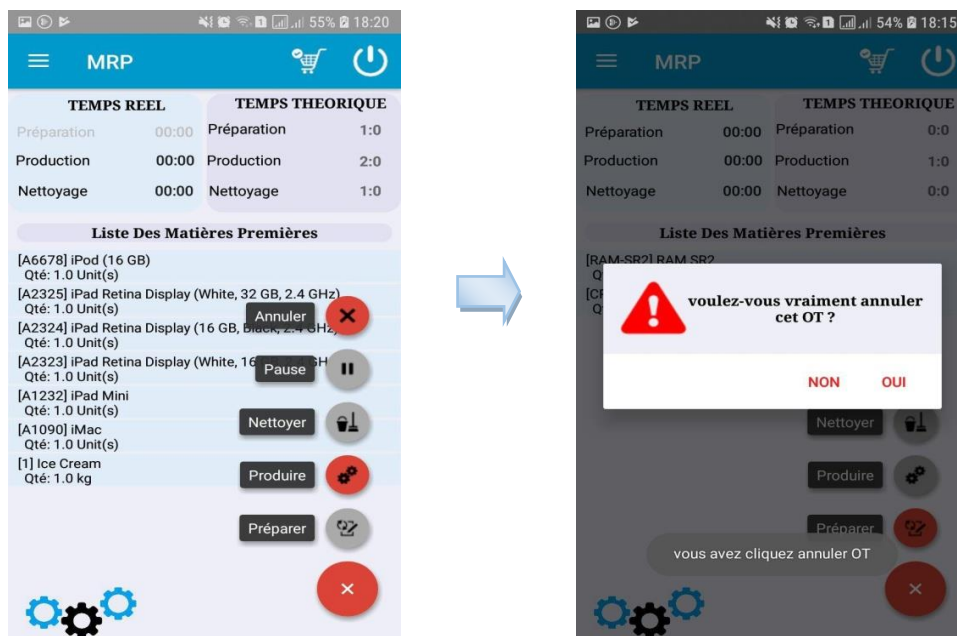 55% 18:20
MRP
TEMPS REEL
TEMPS THEORIQUE
Préparation 00:00 Préparation 1:0
Production 00:00 Production 2:0
Nettoyage 00:00 Nettoyage 1:0
Liste Des Matières Premières
[A6678] iPod (16 GB)
Qté: 1.0 Unit(s)
[A2325] iPad Retina Display (White, 32 GB, 2.4 GHz)
Qté: 1.0 Unit(s)
Annuler
[A2324] iPad Retina Display (16 GB, Black, 2.4 GHz)
Qté: 1.0 Unit(s)
[A2323] iPad Retina Display (White, 16
Qté: 1.0 Unit(s)
Pause
[A1232] iPad Mini
Qté: 1.0 Unit(s)
[A1090] iMac
Qté: 1.0 Unit(s)
Nettoyer
[1] Ice Cream
Qté: 1.0 kg
Produire
Préparer
54% 18:15
MRP
TEMPS REEL
TEMPS THEORIQUE
Préparation 00:00 Préparation 0:0
Production 00:00 Production 1:0
Nettoyage 00:00 Nettoyage 0:0
Liste Des Matières Premières
[RAM-SR2] RAM SR2
voulez-vous vraiment annuler
cet OT ?
NON OUI
Nettoyer
Produire
Préparer
vous avez cliquez annuler OT